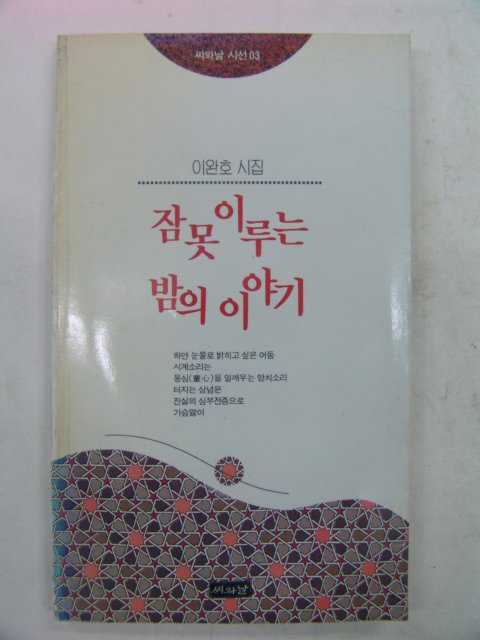 씨와날 시선 03
이완호 시집
잠못이루는
밤의 이야기
하얀 눈물로 밝히고 싶은 어둠
시계소리는
동심(童心)을 일깨우는 망치소리
터지는 상념은
진실의 심부전증으로
가슴앓이
씨와날